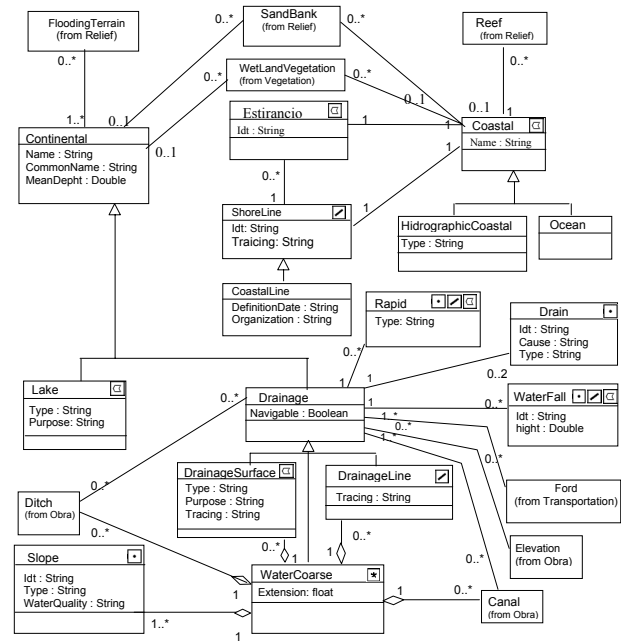 FloodingTerrain
(from Relief)
0..*
SandBank
(from Relief)
0..*
0..*
Reef
(from Relief)
0..*
WetLandVegetation
(from Vegetation)
0..*
0..*
1..*
0..1
0..1
0..1
0..1
1
Continental
Name : String
CommonName : String
MeanDepht : Double
Estirancio
Idt : String
1
1
Coastal
Name : String
1
0..*
1
1
ShoreLine
Idt: String
Traicing: String
HidrographicCoastal
Type : String
Ocean
CoastalLine
DefinitionDate : String
Organization : String
Rapid
Type: String
0..*
Drain
Idt : String
Cause : String
Type : String
0..2
1
1
Lake
Type : String
Purpose: String
0..*
Drainage
Navigable : Boolean
1
0..*
WaterFall
Idt : String
hight : Double
1..*
0..*
1..*
0..*
0..*
Ford
(from Transportation)
DrainageSurface
Type : String
Purpose : String
Tracing : String
DrainageLine
Tracing : String
0..*
Ditch
(from Obra)
0..*
0..*
0..*
1
1
Elevation
(from Obra)
0..*
Slope
Idt : String
Type : String
WaterQuality : String
1..*
1
1
WaterCoarse
Extension: float
1
0..*
Canal
(from Obra)